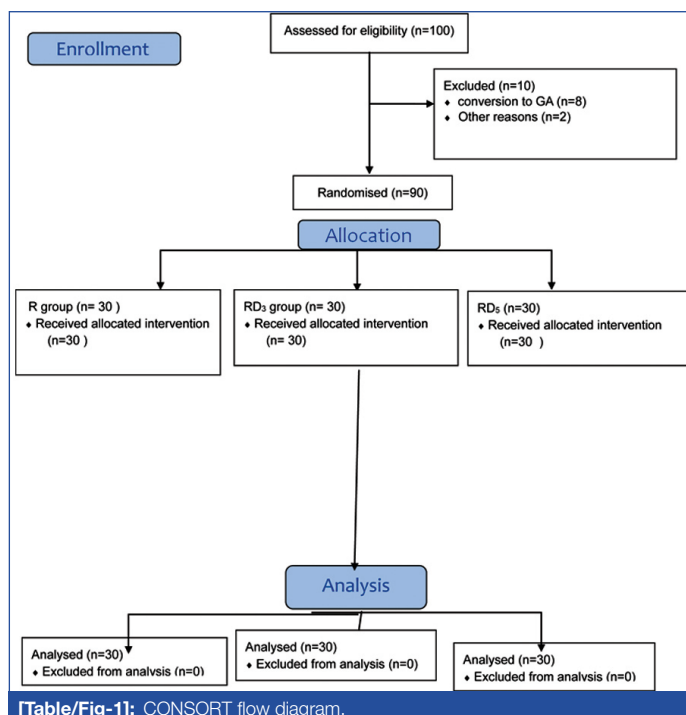 Assessed for eligibility (n=100)
Enrollment
Excluded (n=10)
♦ conversion to GA (n=8)
♦ Other reasons (n=2)
Randomised (n=90)
Allocation
R group (n= 30 )
♦ Received allocated intervention
(n=30 )
RD₃ group (n= 30)
♦ Received allocated intervention
(n= 30)
RD₅ (n=30)
♦ Received allocated intervention
(n=30 )
Analysis
Analysed (n=30)
♦ Excluded from analysis (n=0)
Analysed (n=30)
♦ Excluded from analysis (n=0)
Analysed (n=30)
♦ Excluded from analysis (n=0)
[Table/Fig-1]: CONSORT flow diagram.